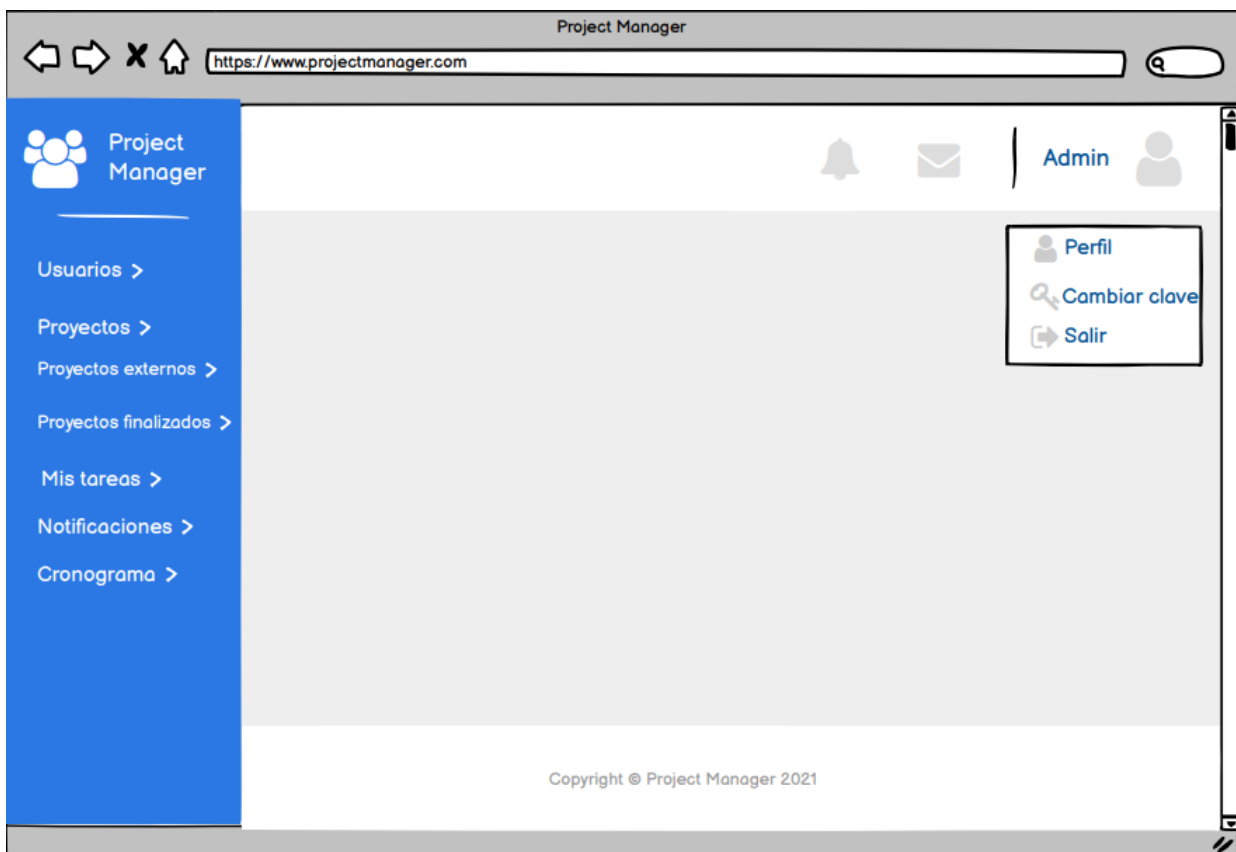 Project Manager
https://www.projectmanager.com
Project
Manager
Admin
Perfil
Cambiar clave
Salir
Usuarios >
Proyectos >
Proyectos externos >
Proyectos finalizados >
Mis tareas >
Notificaciones >
Cronograma >
Copyright © Project Manager 2021